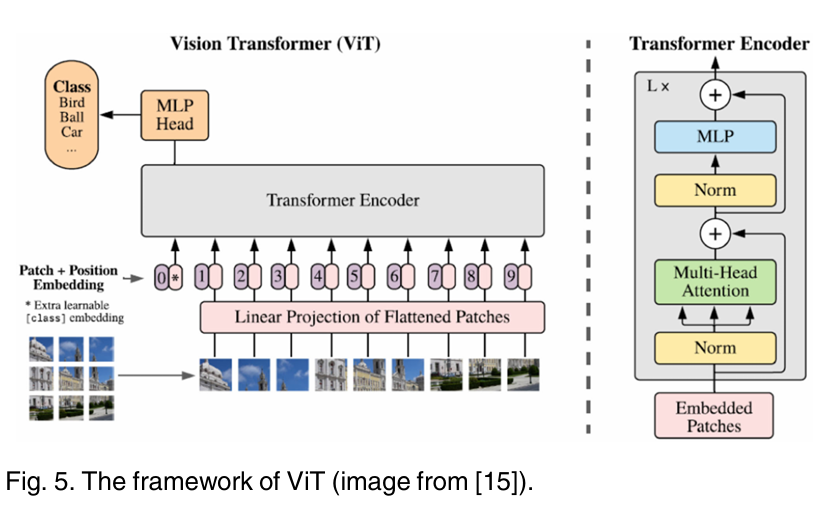 Vision Transformer (ViT)
Class
Bird
Ball
Car
...
MLP
Head
Transformer Encoder
Patch + Position
Embedding
* Extra learnable
[class] embedding
0 * 1 2 3 4 5 6 7 8 9
Linear Projection of Flattened Patches
Transformer Encoder
L x
+
MLP
Norm
+
Multi-Head
Attention
Norm
Embedded
Patches
Fig. 5. The framework of ViT (image from [15]).